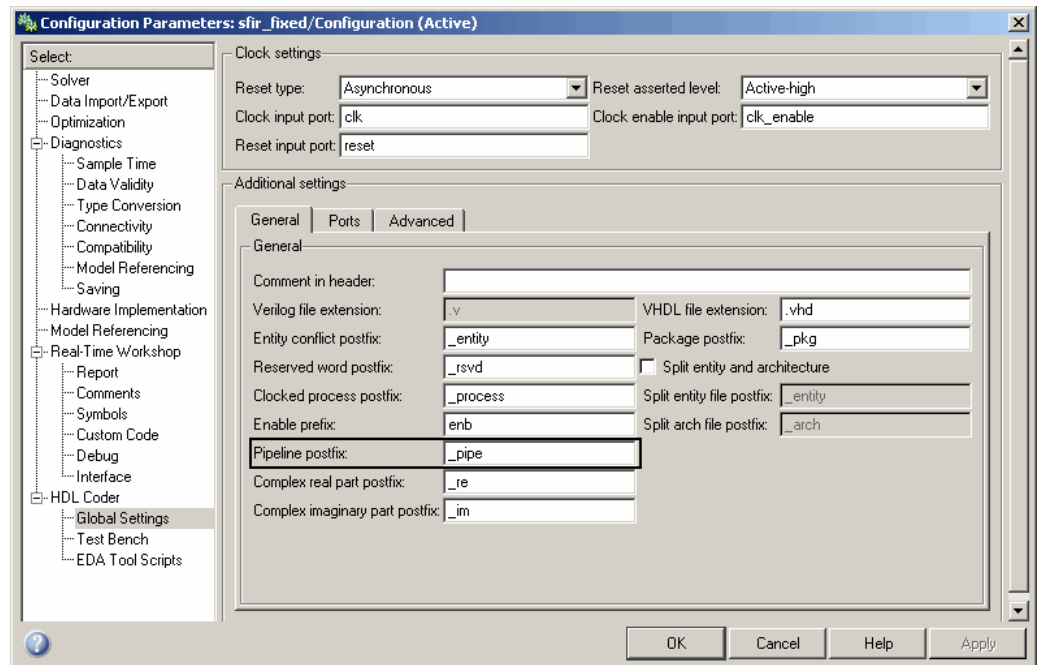 Configuration Parameters: sfir_fixed/Configuration (Active)
Select:
Solver
Data Import/Export
Optimization
Diagnostics
Sample Time
Data Validity
Type Conversion
Connectivity
Compatibility
Model Referencing
Saving
Hardware Implementation
Model Referencing
Real-Time Workshop
Report
Comments
Symbols
Custom Code
Debug
Interface
HDL Coder
Global Settings
Test Bench
EDA Tool Scripts
Clock settings
Reset type: Asynchronous Reset asserted level: Active-high
Clock input port: clk Clock enable input port: clk_enable
Reset input port: reset
Additional settings
General Ports Advanced
General
Comment in header:
Verilog file extension: .v VHDL file extension: .vhd
Entity conflict postfix: _entity Package postfix: _pkg
Reserved word postfix: _rsvd Split entity and architecture
Clocked process postfix: _process Split entity file postfix: _entity
Enable prefix: enb Split arch file postfix: _arch
Pipeline postfix: _pipe
Complex real part postfix: _re
Complex imaginary part postfix: _im
OK Cancel Help Apply